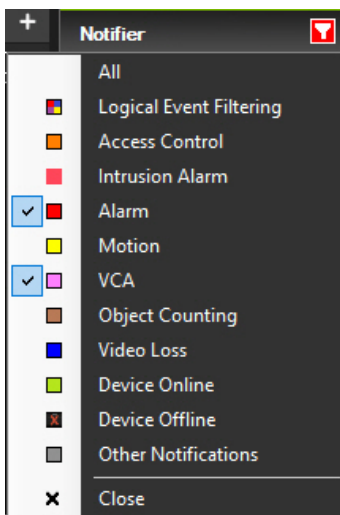 Notifier
All
Logical Event Filtering
Access Control
Intrusion Alarm
Alarm
Motion
VCA
Object Counting
Video Loss
Device Online
Device Offline
Other Notifications
Close